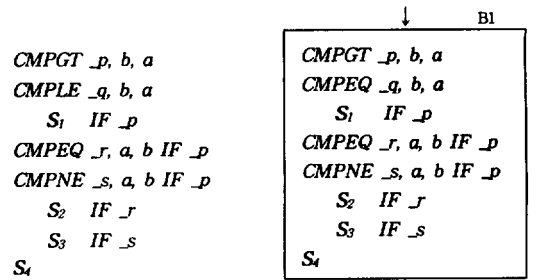 CMPGT _p, b, a
CMPLE _q, b, a
S1 IF _p
CMPEQ _r, a, b IF _p
CMPNE _s, a, b IF _p
S2 IF _r
S3 IF _s
S4
B1
CMPGT _p, b, a
CMPEQ _q, b, a
S1 IF _p
CMPEQ _r, a, b IF _p
CMPNE _s, a, b IF _p
S2 IF _r
S3 IF _s
S4